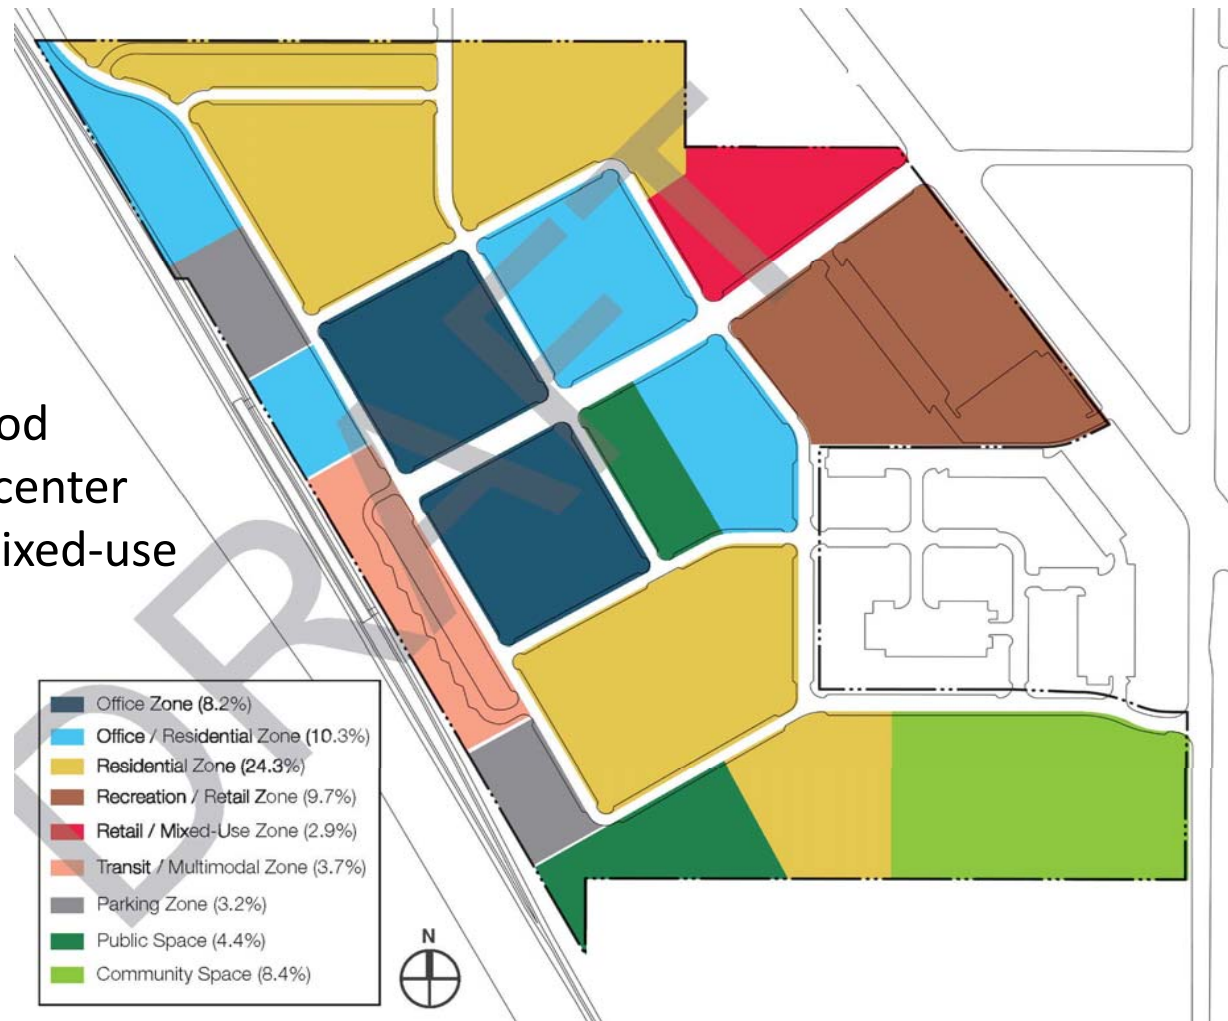 od
center
ixed-use
DRAFT
Office Zone (8.2%)
Office / Residential Zone (10.3%)
Residential Zone (24.3%)
Recreation / Retail Zone (9.7%)
Retail / Mixed-Use Zone (2.9%)
Transit / Multimodal Zone (3.7%)
Parking Zone (3.2%)
Public Space (4.4%)
Community Space (8.4%)
N